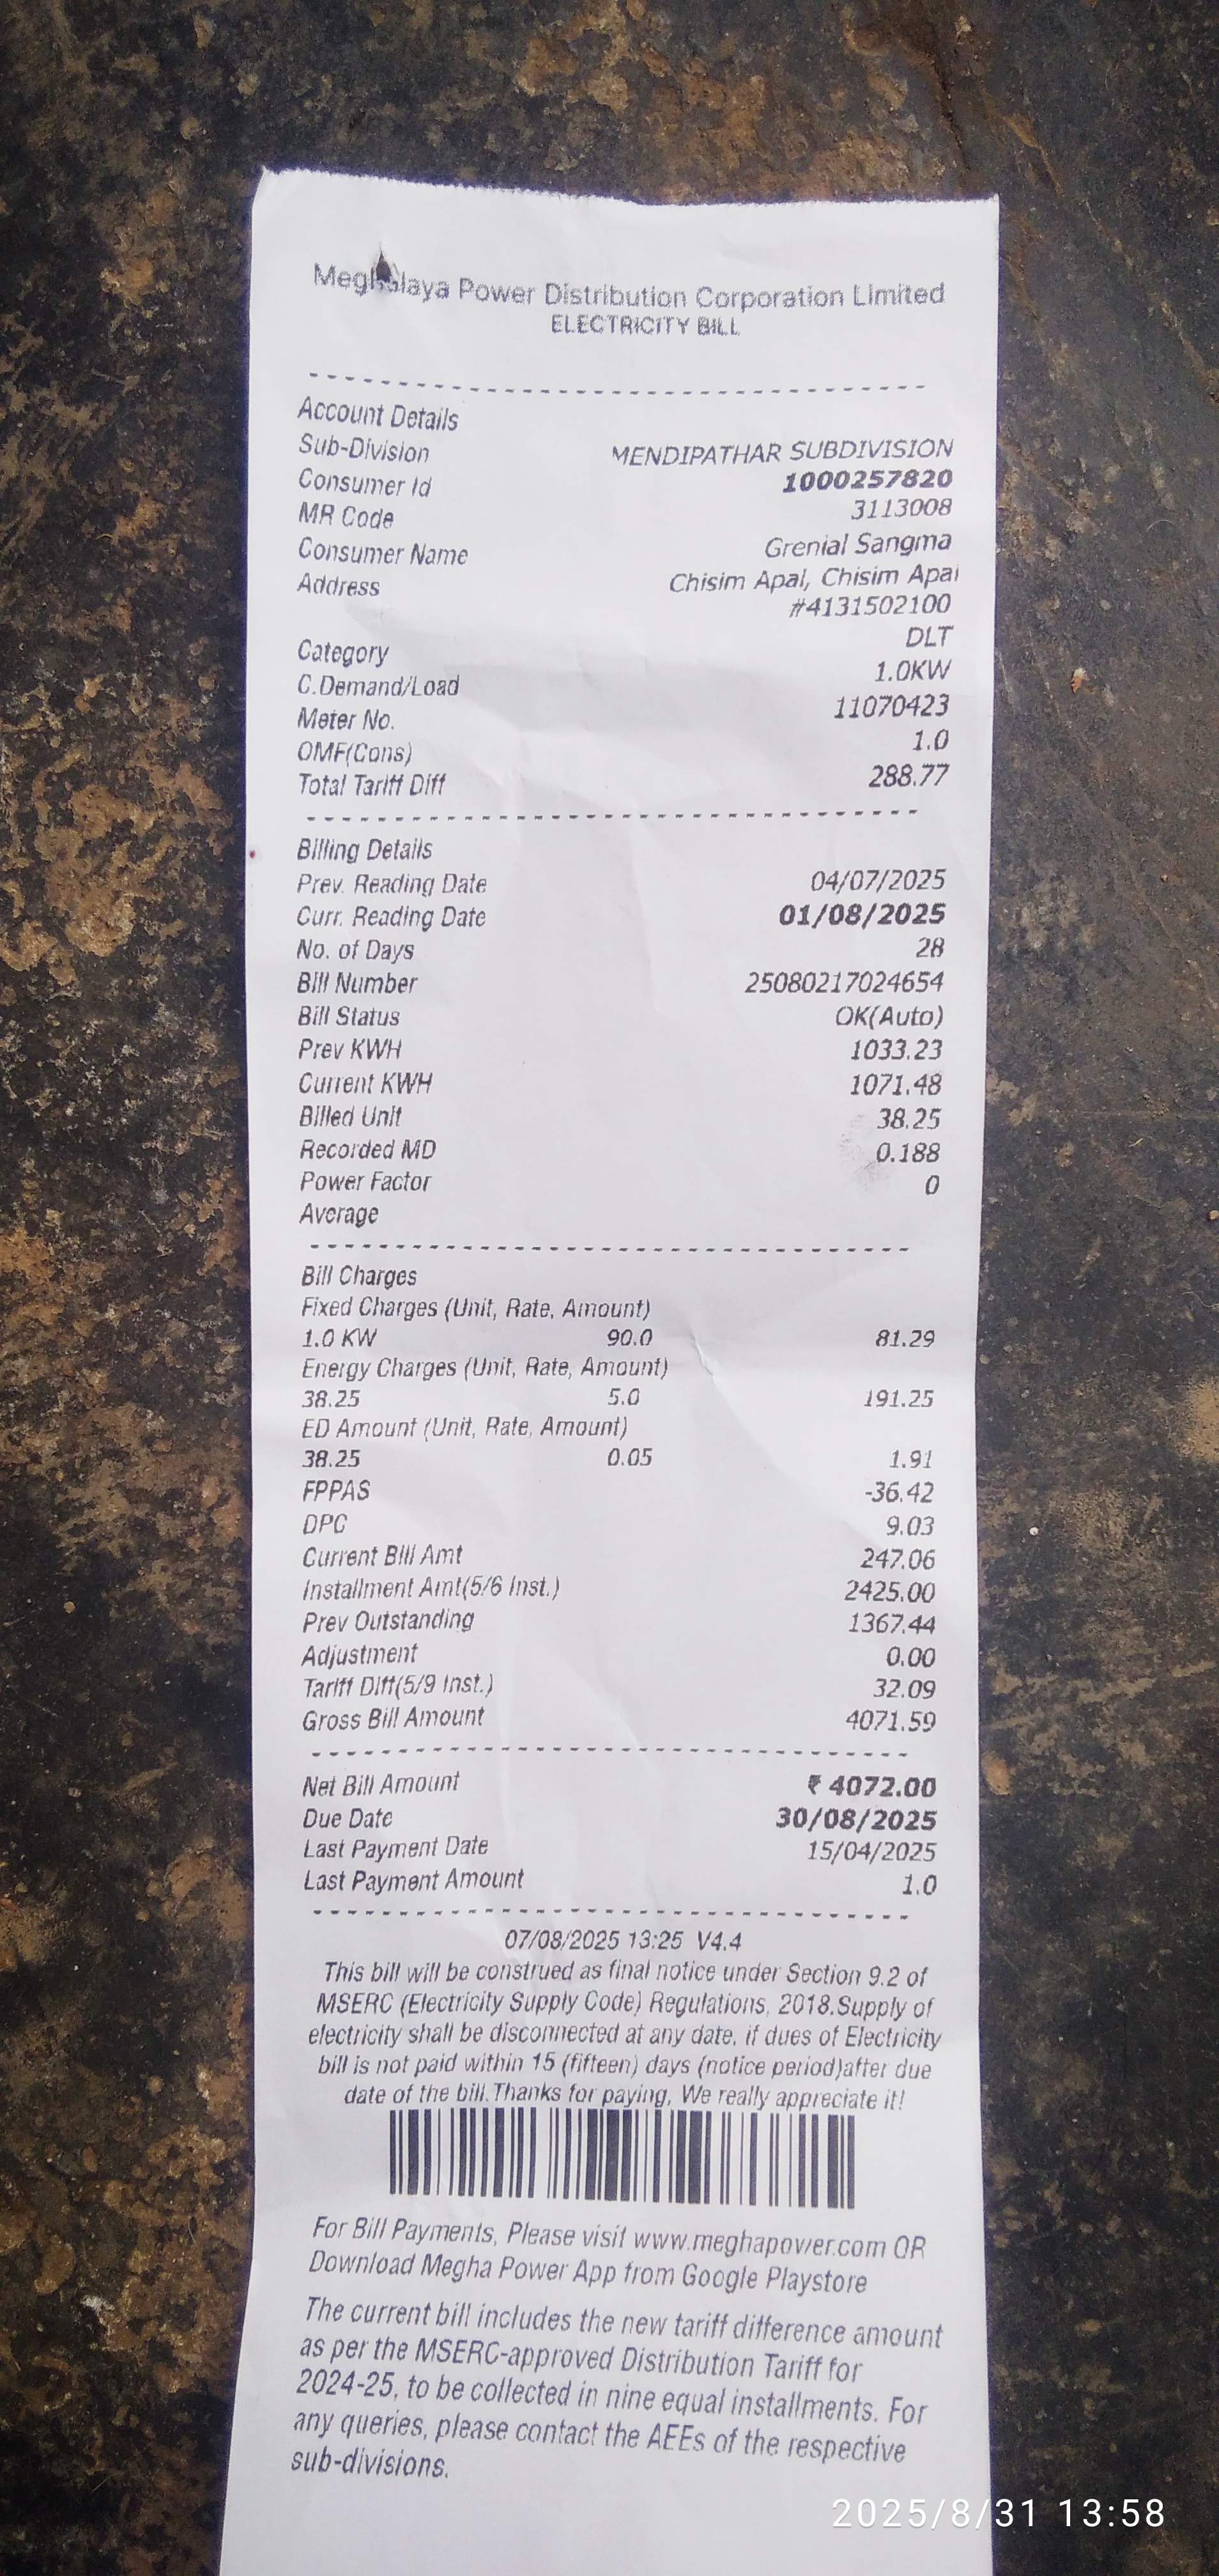 Meghalaya Power Distribution Corporation Limited
ELECTRICITY BILL
Account Details
Sub-Division MENDIPATHAR SUBDIVISION
Consumer Id 1000257820
MR Code 3113008
Consumer Name Grenial Sangma
Address Chisim Apal, Chisim Apal
#4131502100
Category DLT
C.Demand/Load 1.0KW
Meter No. 11070423
OMF(Cons) 1.0
Total Tariff Diff 288.77
Billing Details
Prev. Reading Date 04/07/2025
Curr. Reading Date 01/08/2025
No. of Days 28
Bill Number 25080217024654
Bill Status OK(Auto)
Prev KWH 1033.23
Current KWH 1071.48
Billed Unit 38.25
Recorded MD 0.188
Power Factor 0
Average
Bill Charges
Fixed Charges (Unit, Rate, Amount)
1.0 KW 90.0 81.29
Energy Charges (Unit, Rate, Amount)
38.25 5.0 191.25
ED Amount (Unit, Rate, Amount)
38.25 0.05 1.91
FPPAS -36.42
DPC 9.03
Current Bill Amt 247.06
Installment Amt(5/6 Inst.) 2425.00
Prev Outstanding 1367.44
Adjustment 0.00
Tariff Diff(5/9 Inst.) 32.09
Gross Bill Amount 4071.59
Net Bill Amount ₹ 4072.00
Due Date 30/08/2025
Last Payment Date 15/04/2025
Last Payment Amount 1.0
07/08/2025 13:25 V4.4
This bill will be construed as final notice under Section 9.2 of
MSERC (Electricity Supply Code) Regulations, 2018.Supply of
electricity shall be disconnected at any date, if dues of Electricity
bill is not paid within 15 (fifteen) days (notice period)after due
date of the bill.Thanks for paying, We really appreciate it!
For Bill Payments, Please visit www.meghapower.com OR
Download Megha Power App from Google Playstore
The current bill includes the new tariff difference amount
as per the MSERC-approved Distribution Tariff for
2024-25, to be collected in nine equal installments. For
any queries, please contact the AEEs of the respective
sub-divisions.
2025/8/31 13:58